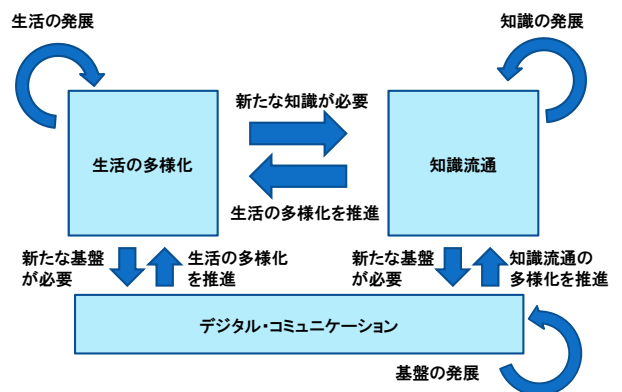 生活の発展
知識の発展
新たな知識が必要
生活の多様化
知識流通
生活の多様化を推進
新たな基盤
が必要
生活の多様化
を推進
新たな基盤
が必要
知識流通の
多様化を推進
デジタル・コミュニケーション
基盤の発展